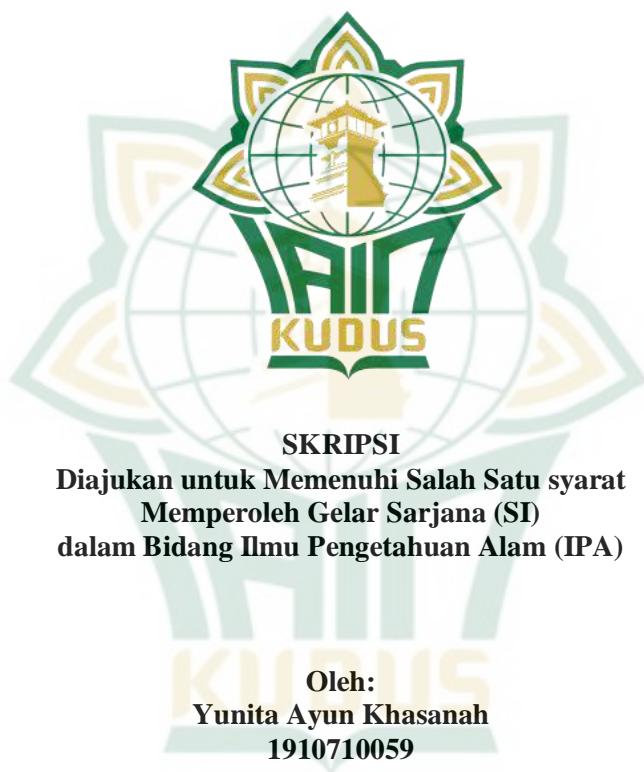 IAIN
KUDUS
SKRIPSI
Diajukan untuk Memenuhi Salah Satu syarat
Memperoleh Gelar Sarjana (SI)
dalam Bidang Ilmu Pengetahuan Alam (IPA)
Oleh:
Yunita Ayun Khasanah
1910710059